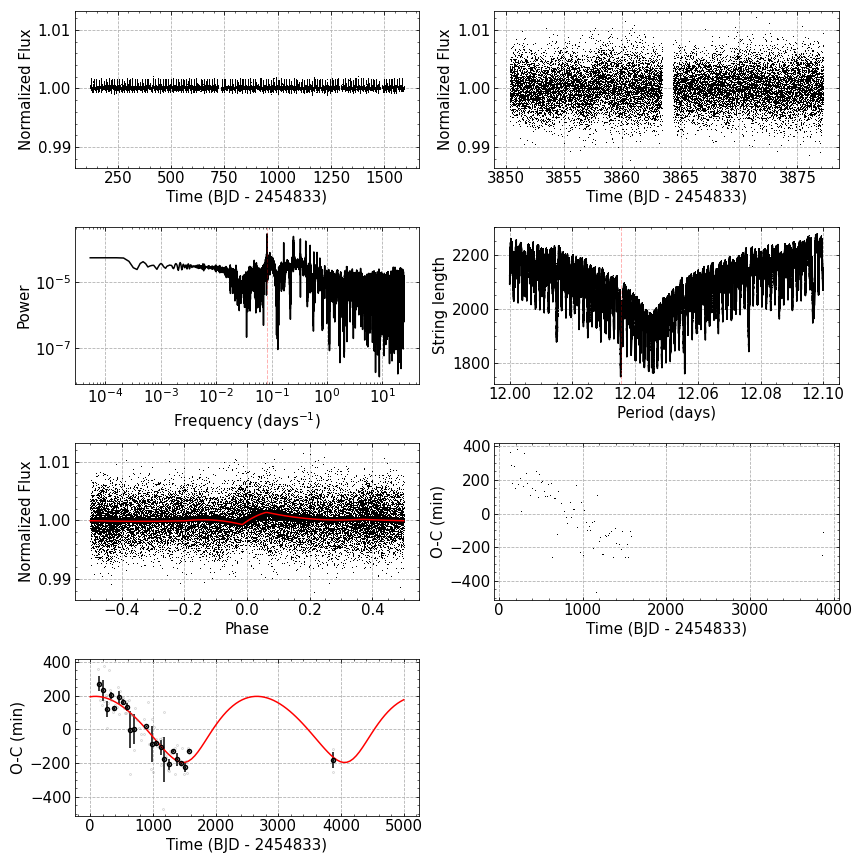 1.01
1.00
0.99
Normalized Flux
250 500 750 1000 1250 1500
Time (BJD - 2454833)
1.01
1.00
0.99
Normalized Flux
3850 3855 3860 3865 3870 3875
Time (BJD - 2454833)
10⁻⁵
10⁻⁷
Power
10⁻⁴ 10⁻³ 10⁻² 10⁻¹ 10⁰ 10¹
Frequency (days⁻¹)
2200
2000
1800
String length
12.00 12.02 12.04 12.06 12.08 12.10
Period (days)
1.01
1.00
0.99
Normalized Flux
−0.4 −0.2 0.0 0.2 0.4
Phase
400
200
0
−200
−400
O-C (min)
0 1000 2000 3000 4000
Time (BJD - 2454833)
400
200
0
−200
−400
O-C (min)
0 1000 2000 3000 4000 5000
Time (BJD - 2454833)